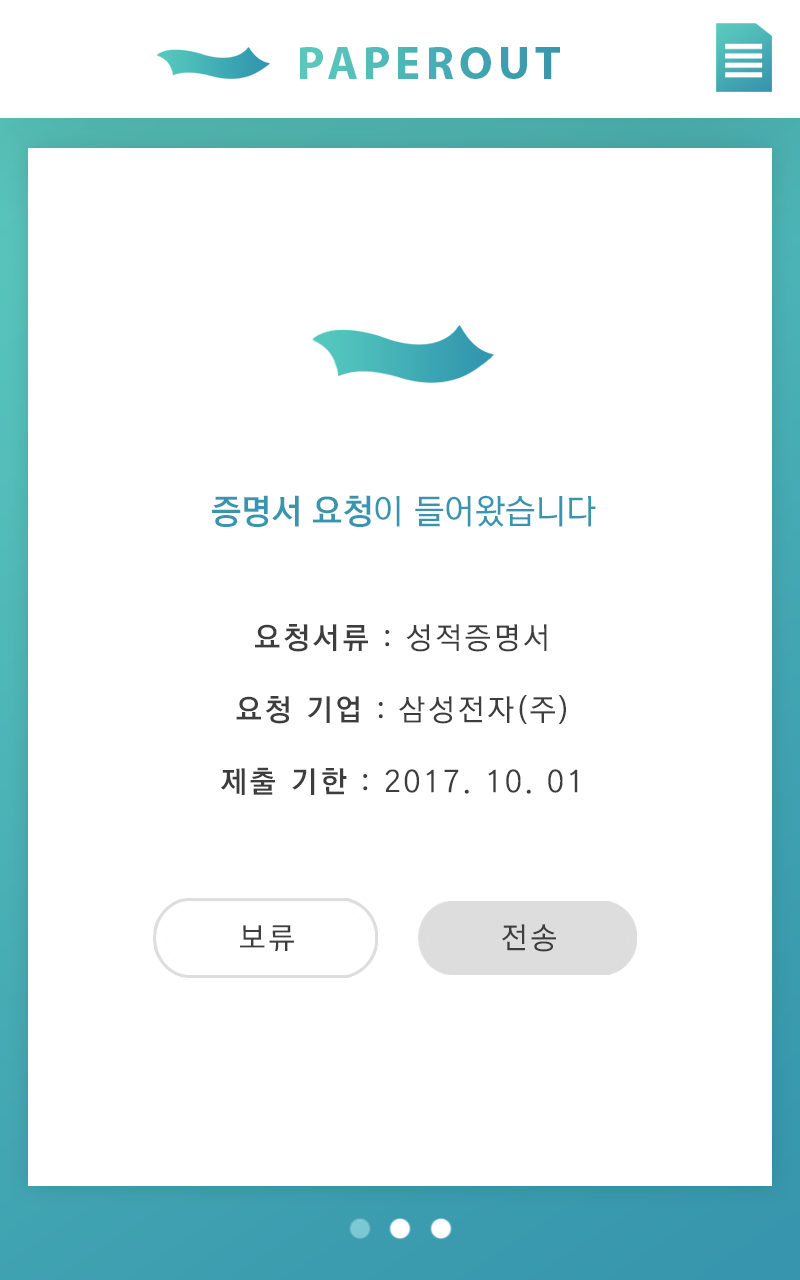 PAPEROUT
증명서 요청이 들어왔습니다
요청서류 : 성적증명서
요청 기업 : 삼성전자(주)
제출 기한 : 2017. 10. 01
보류
전송